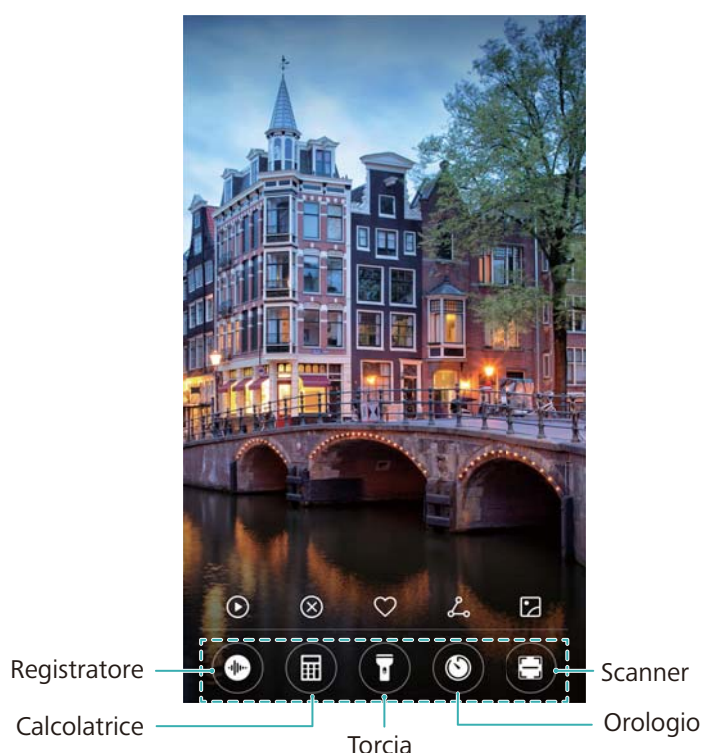 Registratore
Scanner
Calcolatrice
Orologio
Torcia